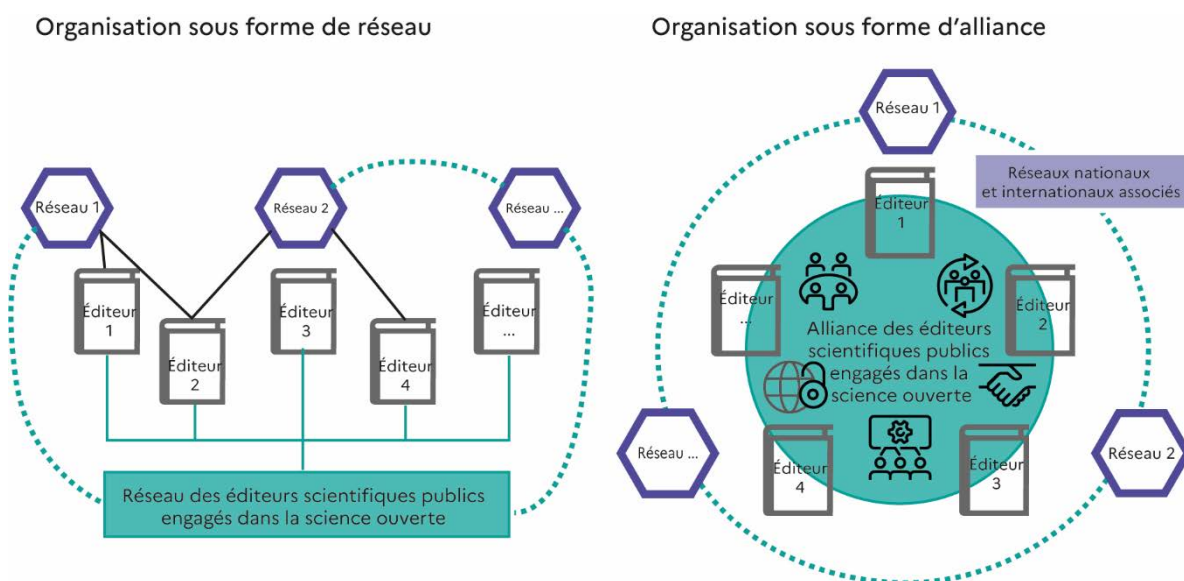 Organisation sous forme de réseau
Réseau 1
Réseau 2
Réseau ...
Éditeur
1
Éditeur
2
Éditeur
3
Éditeur
4
Éditeur
...
Réseau des éditeurs scientifiques publics
engagés dans la science ouverte
Organisation sous forme d’alliance
Réseau 1
Réseaux nationaux
et internationaux associés
Éditeur
1
Éditeur
...
Éditeur
2
Alliance des éditeurs
scientifiques publics
engagés dans la
science ouverte
Réseau ...
Réseau 2
Éditeur
4
Éditeur
3